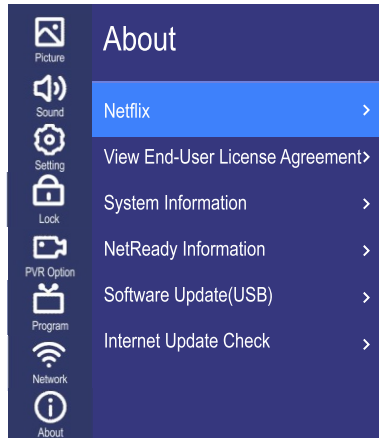 Picture
Sound
Setting
Lock
PVR Option
Program
Network
About
About
Netflix
View End-User License Agreement
System Information
NetReady Information
Software Update(USB)
Internet Update Check